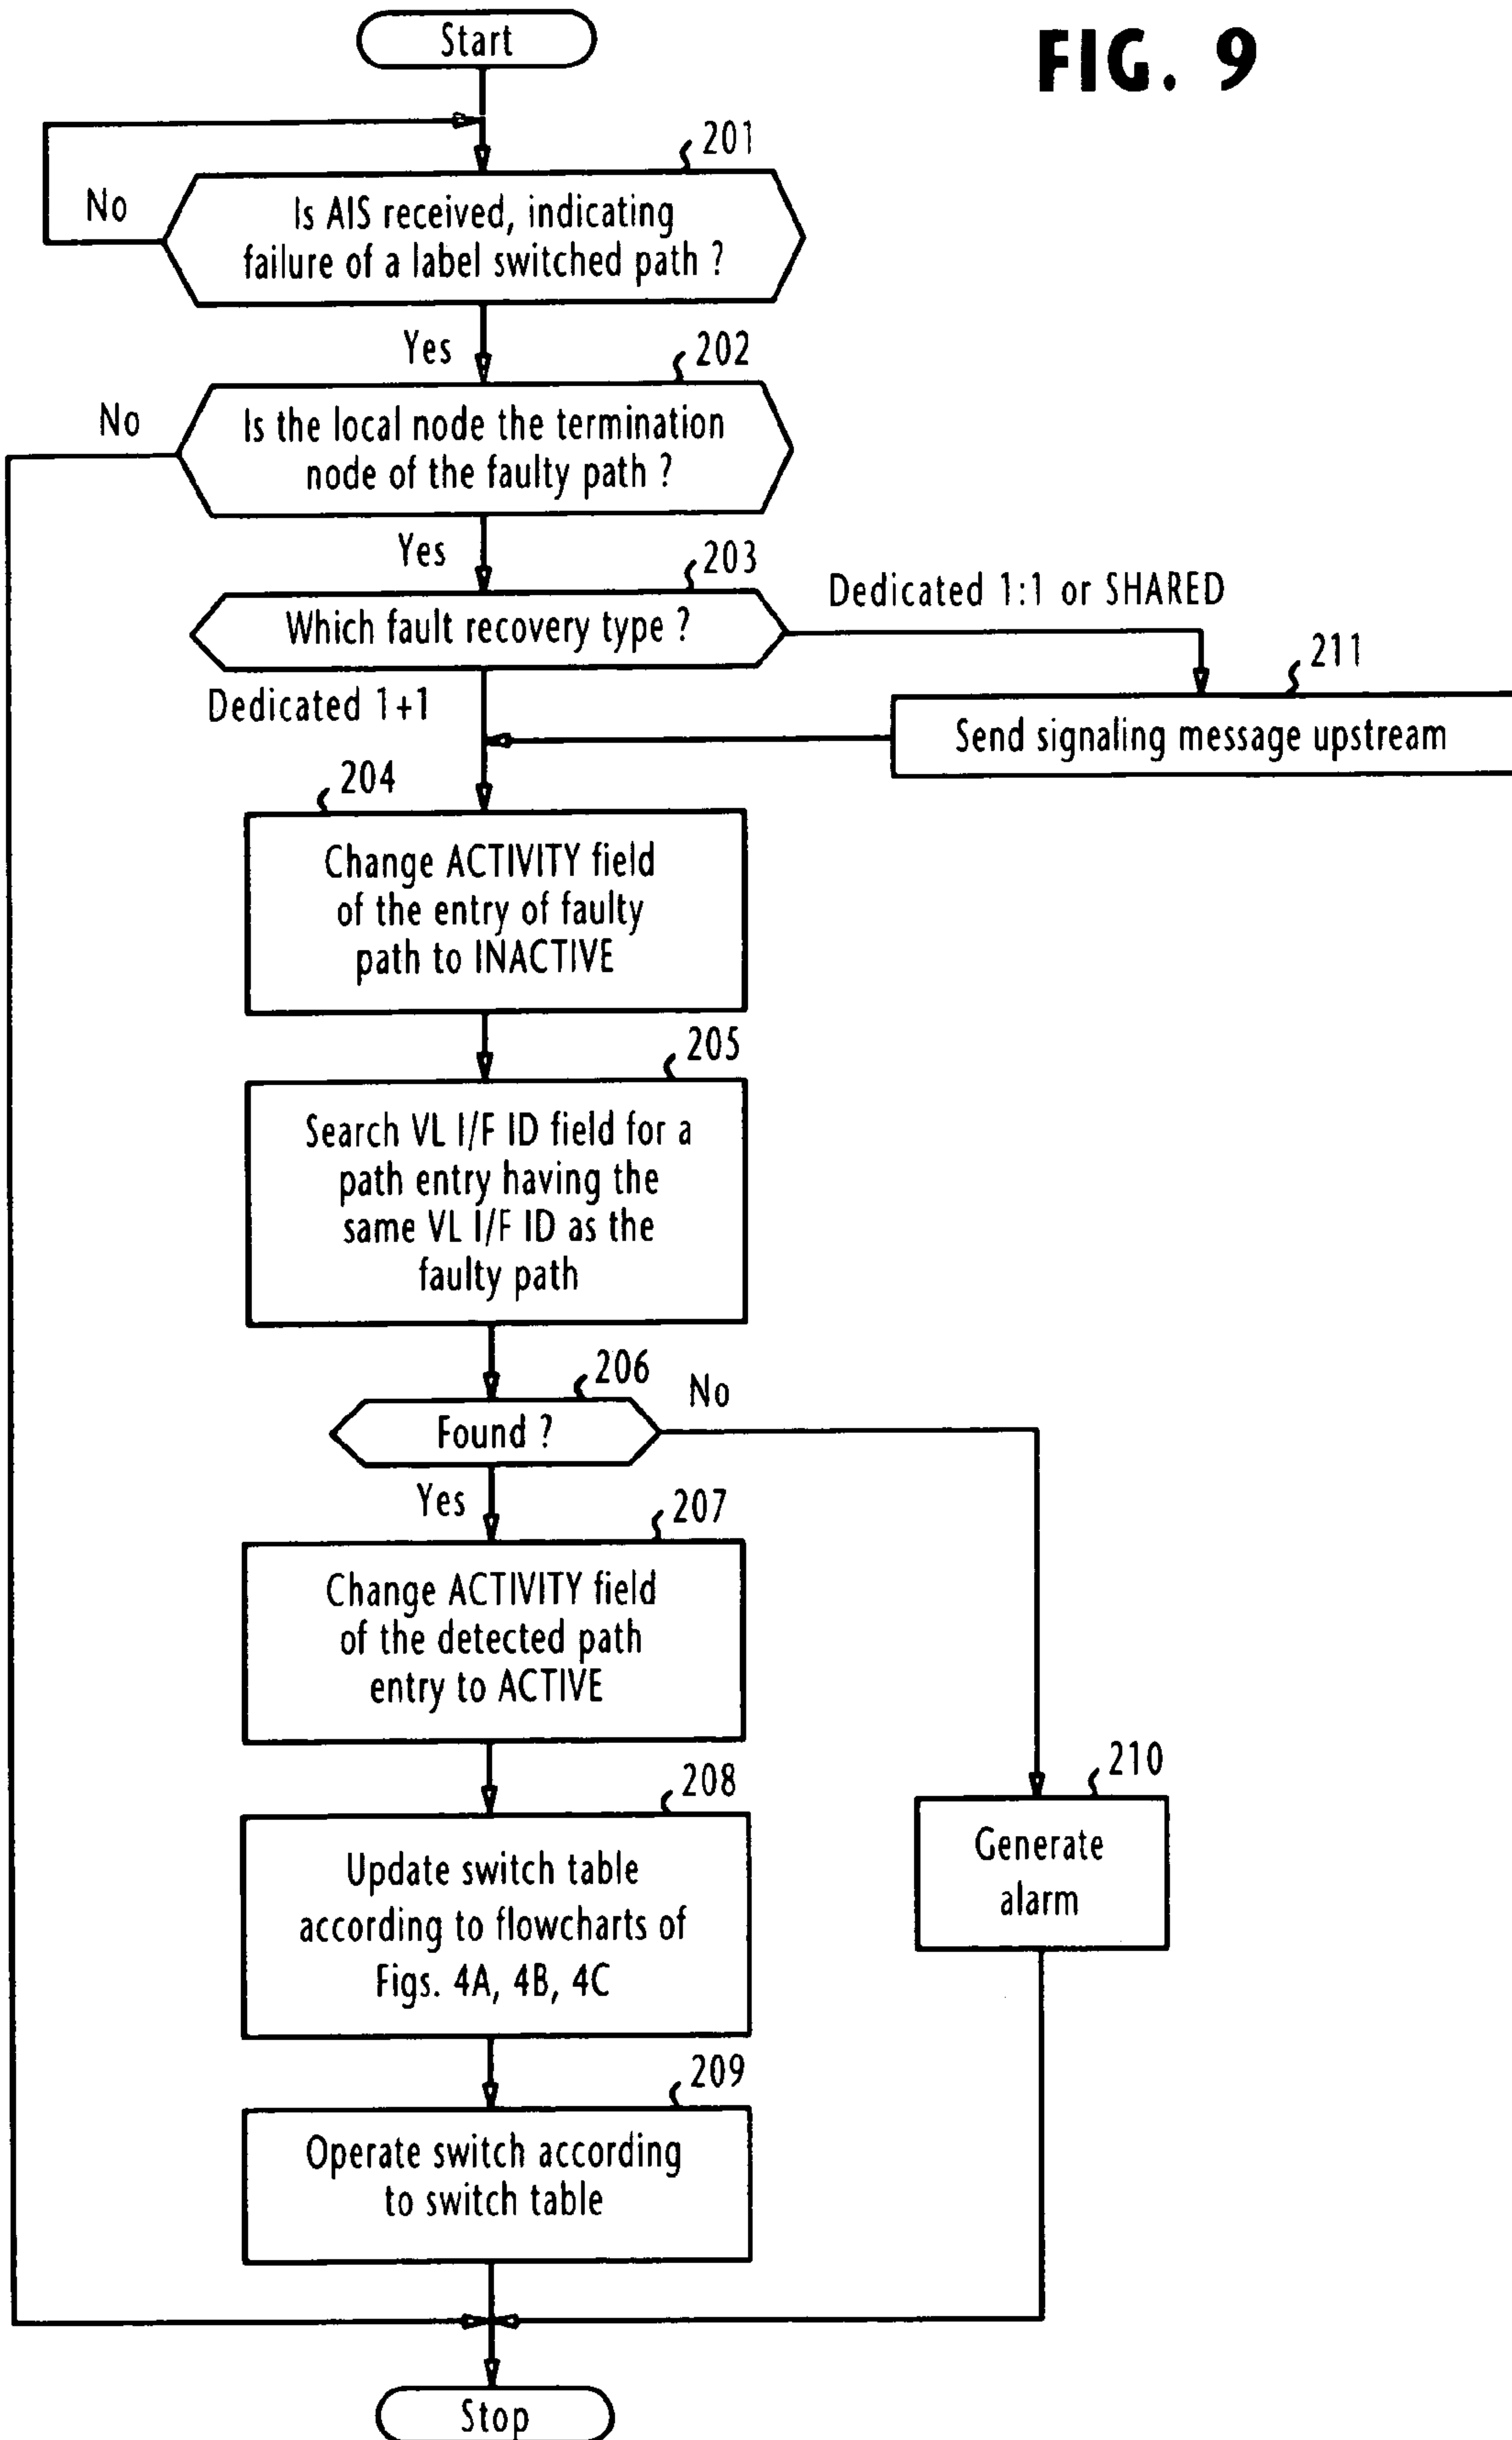 Start
FIG. 9
201
No
Is AIS received, indicating
failure of a label switched path ?
Yes
202
No
Is the local node the termination
node of the faulty path ?
Yes
203
Dedicated 1:1 or SHARED
Which fault recovery type ?
211
Dedicated 1+1
Send signaling message upstream
204
Change ACTIVITY field
of the entry of faulty
path to INACTIVE
205
Search VL I/F ID field for a
path entry having the
same VL I/F ID as the
faulty path
206
No
Found ?
Yes
207
Change ACTIVITY field
of the detected path
entry to ACTIVE
208
210
Update switch table
according to flowcharts of
Figs. 4A, 4B, 4C
Generate
alarm
209
Operate switch according
to switch table
Stop